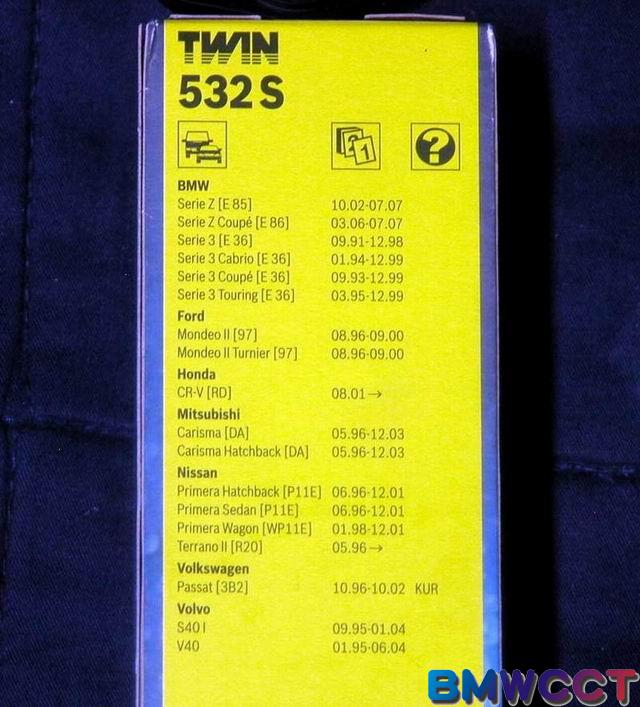 TWIN
532 S
2 1 ?
BMW
Serie Z [E 85] 10.02-07.07
Serie Z Coupé [E 86] 03.06-07.07
Serie 3 [E 36] 09.91-12.98
Serie 3 Cabrio [E 36] 01.94-12.99
Serie 3 Coupé [E 36] 09.93-12.99
Serie 3 Touring [E 36] 03.95-12.99
Ford
Mondeo II [97] 08.96-09.00
Mondeo II Turnier [97] 08.96-09.00
Honda
CR-V [RD] 08.01→
Mitsubishi
Carisma [DA] 05.96-12.03
Carisma Hatchback [DA] 05.96-12.03
Nissan
Primera Hatchback [P11E] 06.96-12.01
Primera Sedan [P11E] 06.96-12.01
Primera Wagon [WP11E] 01.98-12.01
Terrano II [R20] 05.96→
Volkswagen
Passat [3B2] 10.96-10.02 KUR
Volvo
S40 I 09.95-01.04
V40 01.95-06.04
BMWCCT